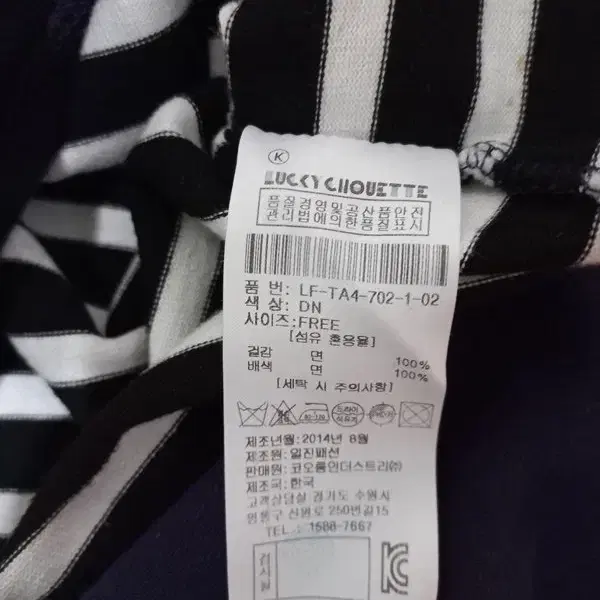 K
LUCKY CHOUETTE
품질경영및공산품안전
관리법에의한품질표시
품 번: LF-TA4-702-1-02
색 상: DN
사이즈:FREE
[섬유 혼용율]
겉감 면 100%
배색 면 100%
[세탁 시 주의사항]
드라이
제조년월:2014년 8월
제조원:일진패션
판매원:코오롱인더스트리㈜
제조국:한국
고객상담실 경기도 수원시
영통구 신원로 250번길15
TEL.: 1588-7667
검사필